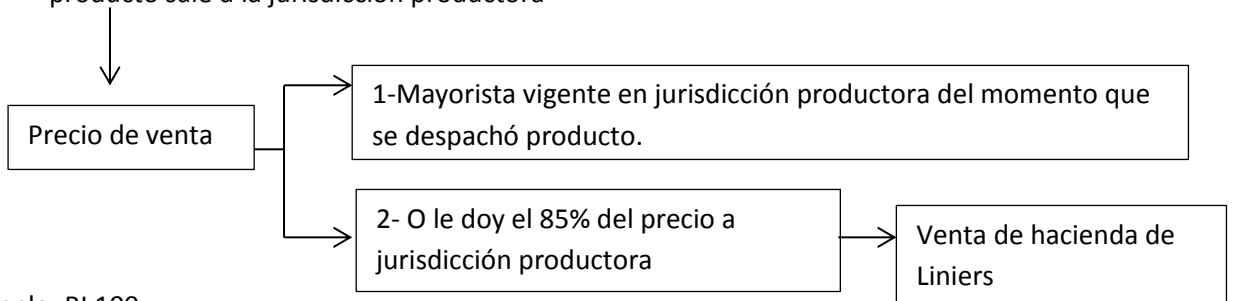 producto sale a la jurisdicción productora
Precio de venta
1-Mayorista vigente en jurisdicción productora del momento que
se despachó producto.
2- O le doy el 85% del precio a
jurisdicción productora
Venta de hacienda de
Liniers